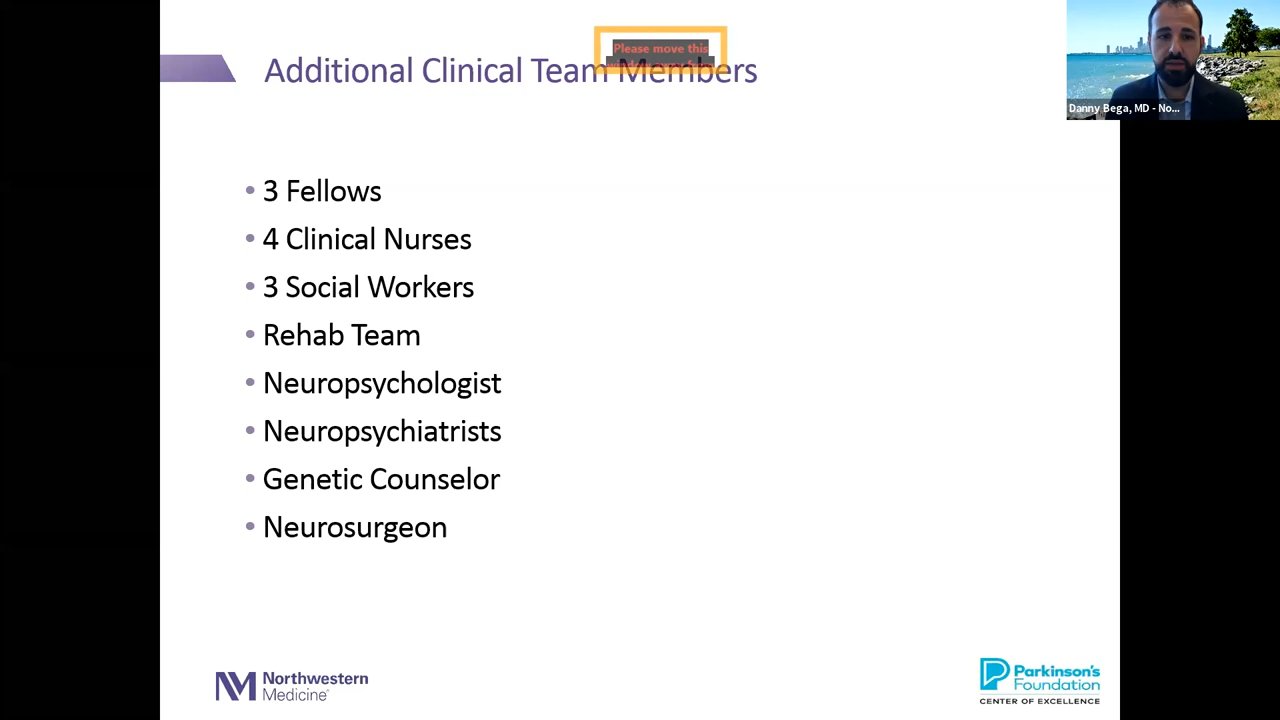 Please move this
Additional Clinical Team Members
Danny Bega, MD - No...
• 3 Fellows
• 4 Clinical Nurses
• 3 Social Workers
• Rehab Team
• Neuropsychologist
• Neuropsychiatrists
• Genetic Counselor
• Neurosurgeon
NM Northwestern
Medicine
Parkinson's
Foundation
CENTER OF EXCELLENCE